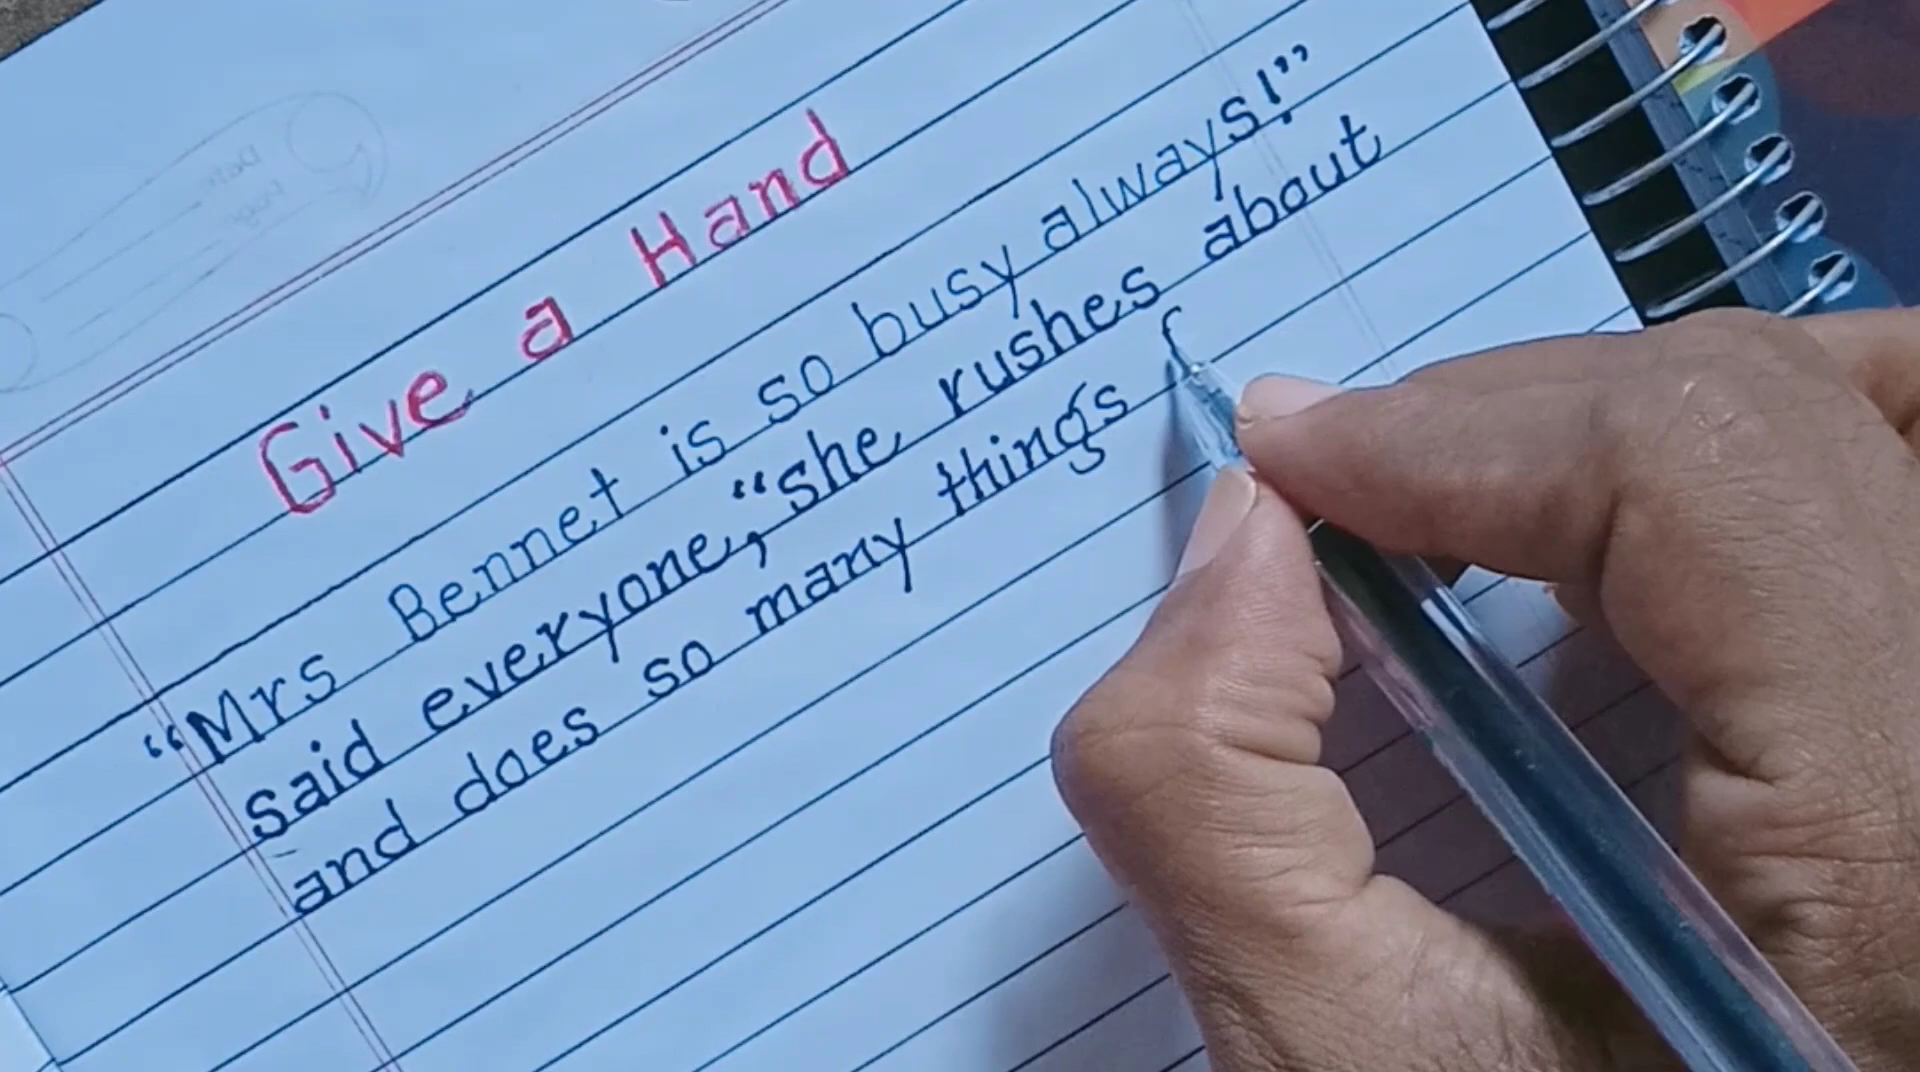 Give a Hand
“Mrs Bennet is so busy always!”
said everyone, “she rushes about
and does so many things f